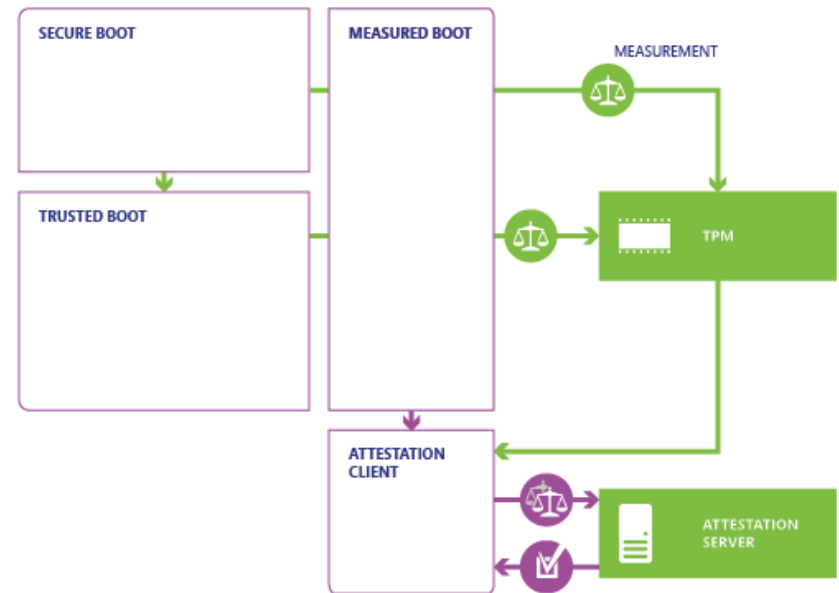 SECURE BOOT
MEASURED BOOT
MEASUREMENT
TRUSTED BOOT
TPM
ATTESTATION
CLIENT
ATTESTATION
SERVER